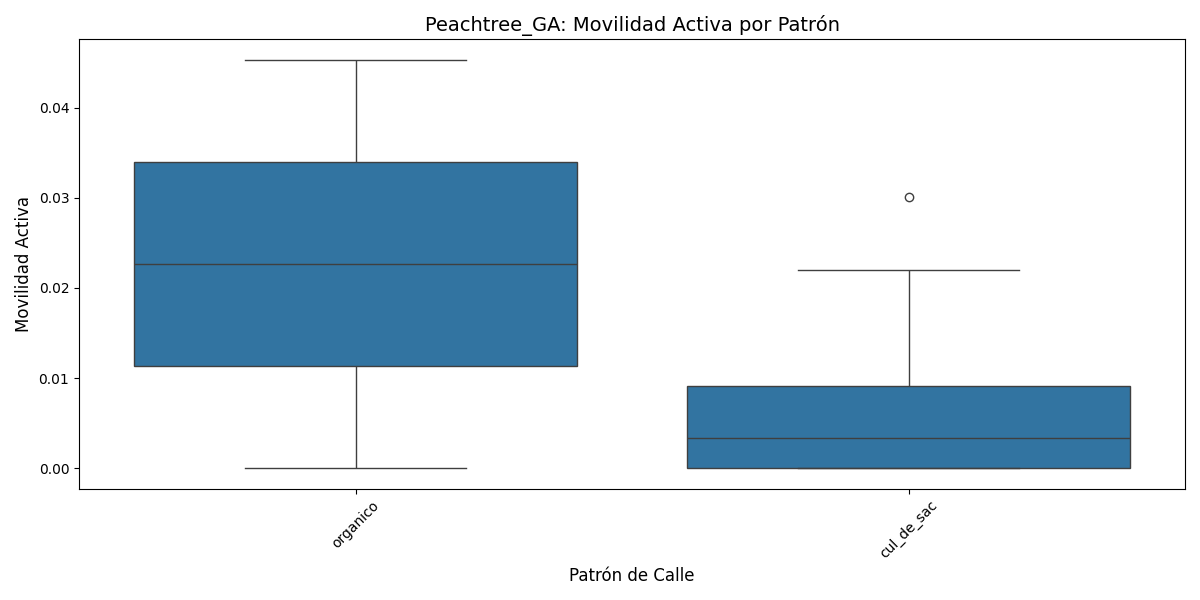 Peachtree_GA: Movilidad Activa por Patrón
Movilidad Activa
0.04
0.03
0.02
0.01
0.00
organico
cul_de_sac
Patrón de Calle